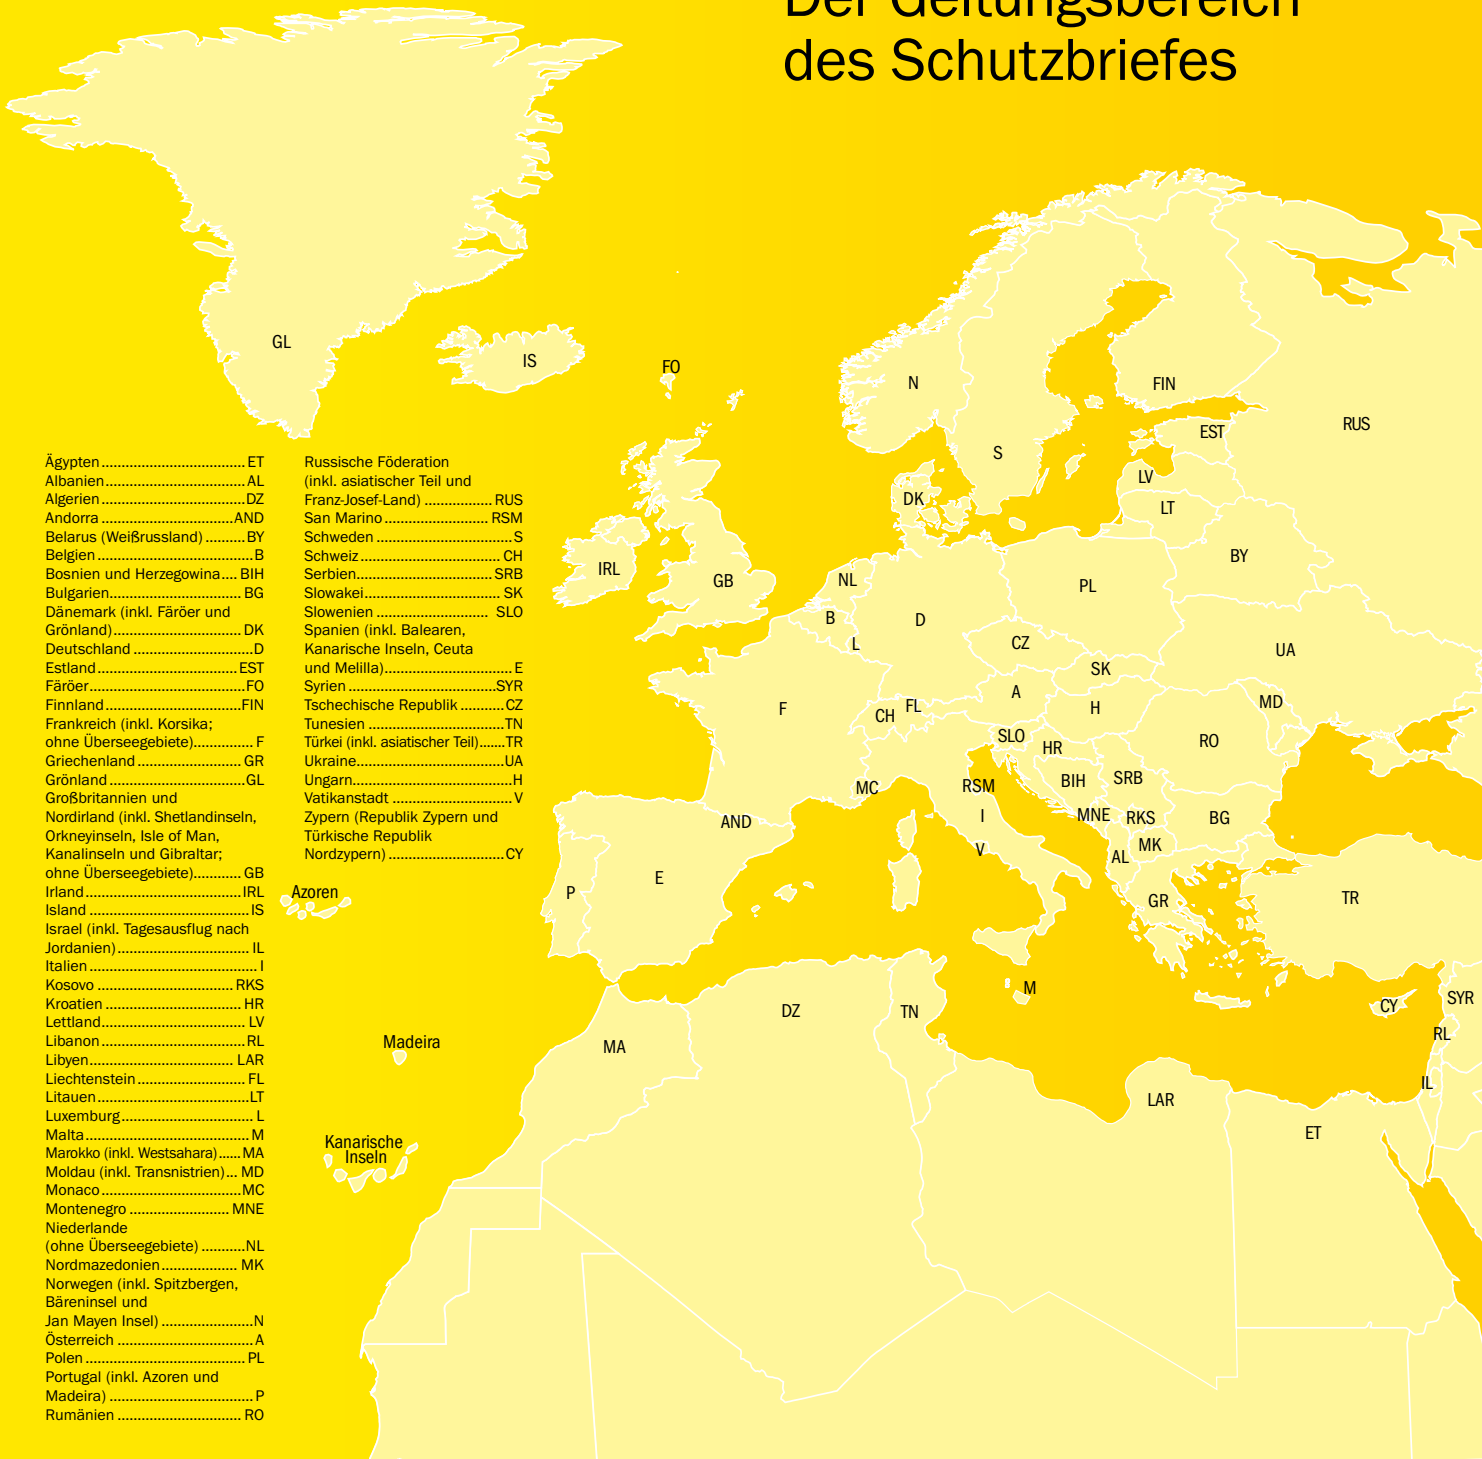 Der Geltungsbereich
des Schutzbriefes
GL
IS
FO
N
FIN
RUS
S
EST
LV
LT
DK
BY
IRL
GB
NL
PL
B
D
L
CZ
UA
SK
A
F
CH
FL
H
MD
SLO
HR
RO
MC
RSM
BIH
SRB
I
MNE
RKS
BG
AND
V
AL
MK
P
E
GR
TR
M
CY
SYR
DZ
TN
RL
MA
IL
LAR
ET
Azoren
Madeira
Kanarische
Inseln
Ägypten ET
Albanien AL
Algerien DZ
Andorra AND
Belarus (Weißrussland) BY
Belgien B
Bosnien und Herzegowina BIH
Bulgarien BG
Dänemark (inkl. Färöer und
Grönland) DK
Deutschland D
Estland EST
Färöer FO
Finnland FIN
Frankreich (inkl. Korsika;
ohne Überseegebiete) F
Griechenland GR
Grönland GL
Großbritannien und
Nordirland (inkl. Shetlandinseln,
Orkneyinseln, Isle of Man,
Kanalinseln und Gibraltar;
ohne Überseegebiete) GB
Irland IRL
Island IS
Israel (inkl. Tagesausflug nach
Jordanien) IL
Italien I
Kosovo RKS
Kroatien HR
Lettland LV
Libanon RL
Libyen LAR
Liechtenstein FL
Litauen LT
Luxemburg L
Malta M
Marokko (inkl. Westsahara) MA
Moldau (inkl. Transnistrien) MD
Monaco MC
Montenegro MNE
Niederlande
(ohne Überseegebiete) NL
Nordmazedonien MK
Norwegen (inkl. Spitzbergen,
Bäreninsel und
Jan Mayen Insel) N
Österreich A
Polen PL
Portugal (inkl. Azoren und
Madeira) P
Rumänien RO
Russische Föderation
(inkl. asiatischer Teil und
Franz-Josef-Land) RUS
San Marino RSM
Schweden S
Schweiz CH
Serbien SRB
Slowakei SK
Slowenien SLO
Spanien (inkl. Balearen,
Kanarische Inseln, Ceuta
und Melilla) E
Syrien SYR
Tschechische Republik CZ
Tunesien TN
Türkei (inkl. asiatischer Teil) TR
Ukraine UA
Ungarn H
Vatikanstadt V
Zypern (Republik Zypern und
Türkische Republik
Nordzypern) CY